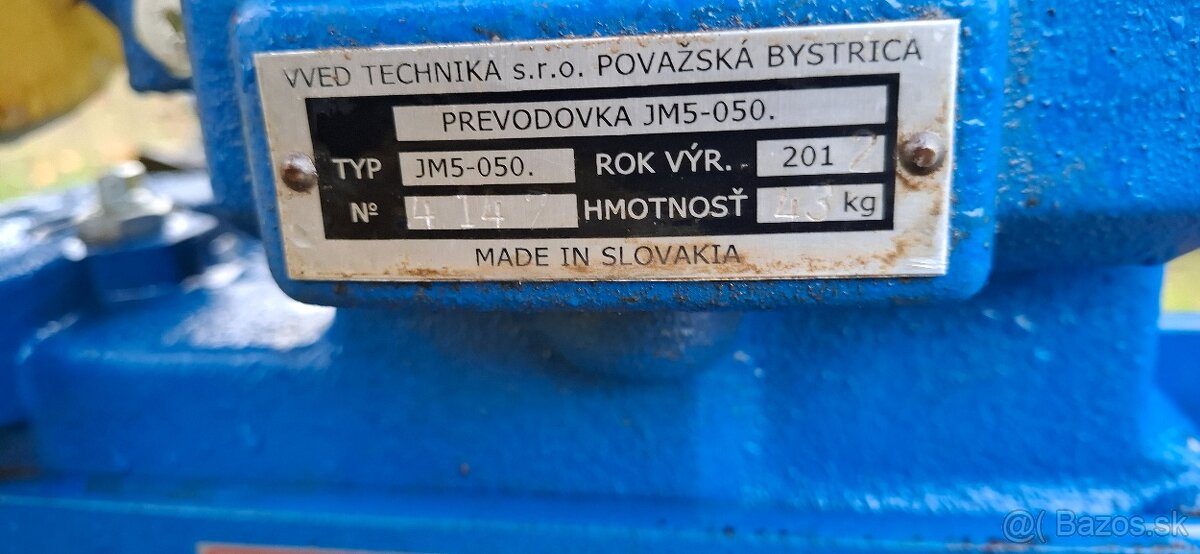 VVED TECHNIKA s.r.o. POVAŽSKÁ BYSTRICA
PREVODOVKA JM5-050.
TYP JM5-050. ROK VÝR. 2012
Nº 4147 HMOTNOSŤ 43 kg
MADE IN SLOVAKIA
@( Bazos.sk